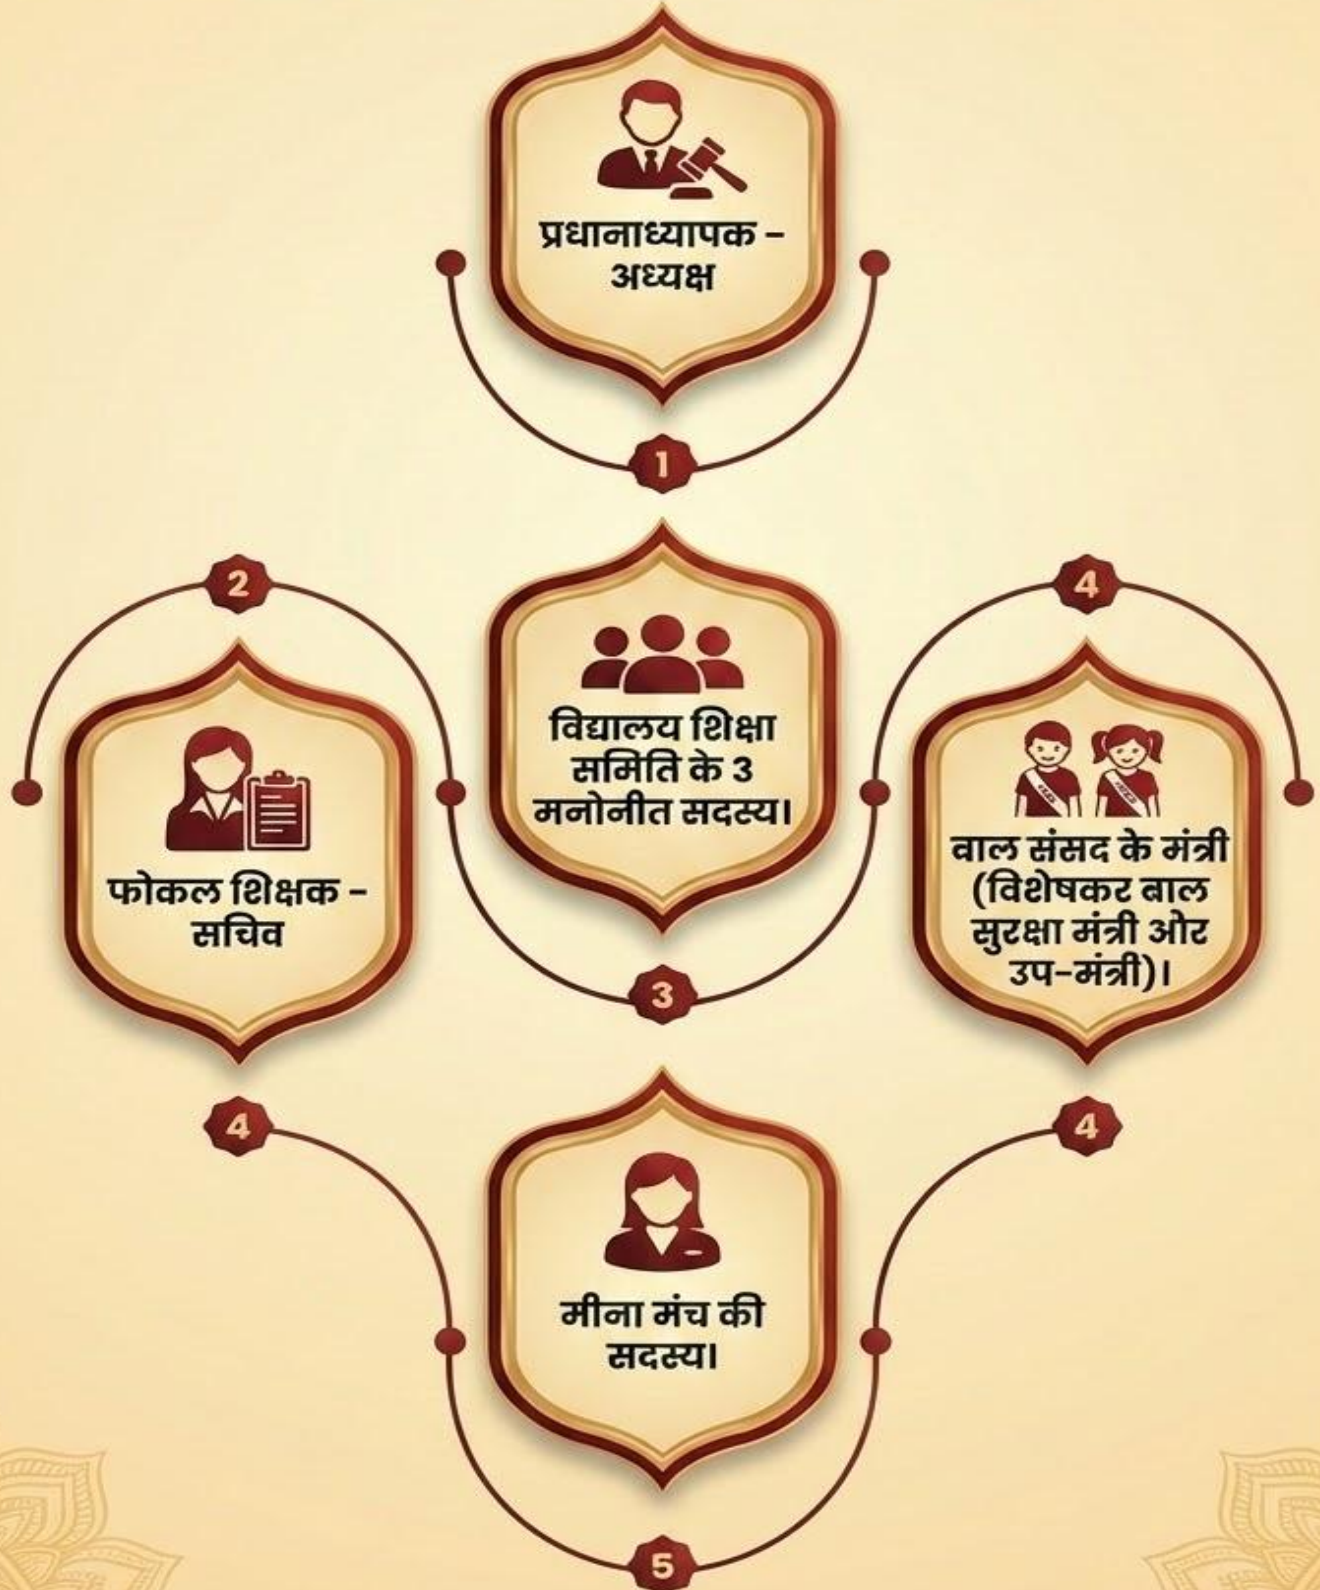 प्रधानाध्यापक –
अध्यक्ष
1
2
फोकल शिक्षक –
सचिव
विद्यालय शिक्षा
समिति के 3
मनोनीत सदस्य।
3
4
वाल संसद के मंत्री
(विशेषकर बाल
सुरक्षा मंत्री ओर
उप-मंत्री)।
4
4
मीना मंच की
सदस्य।
5